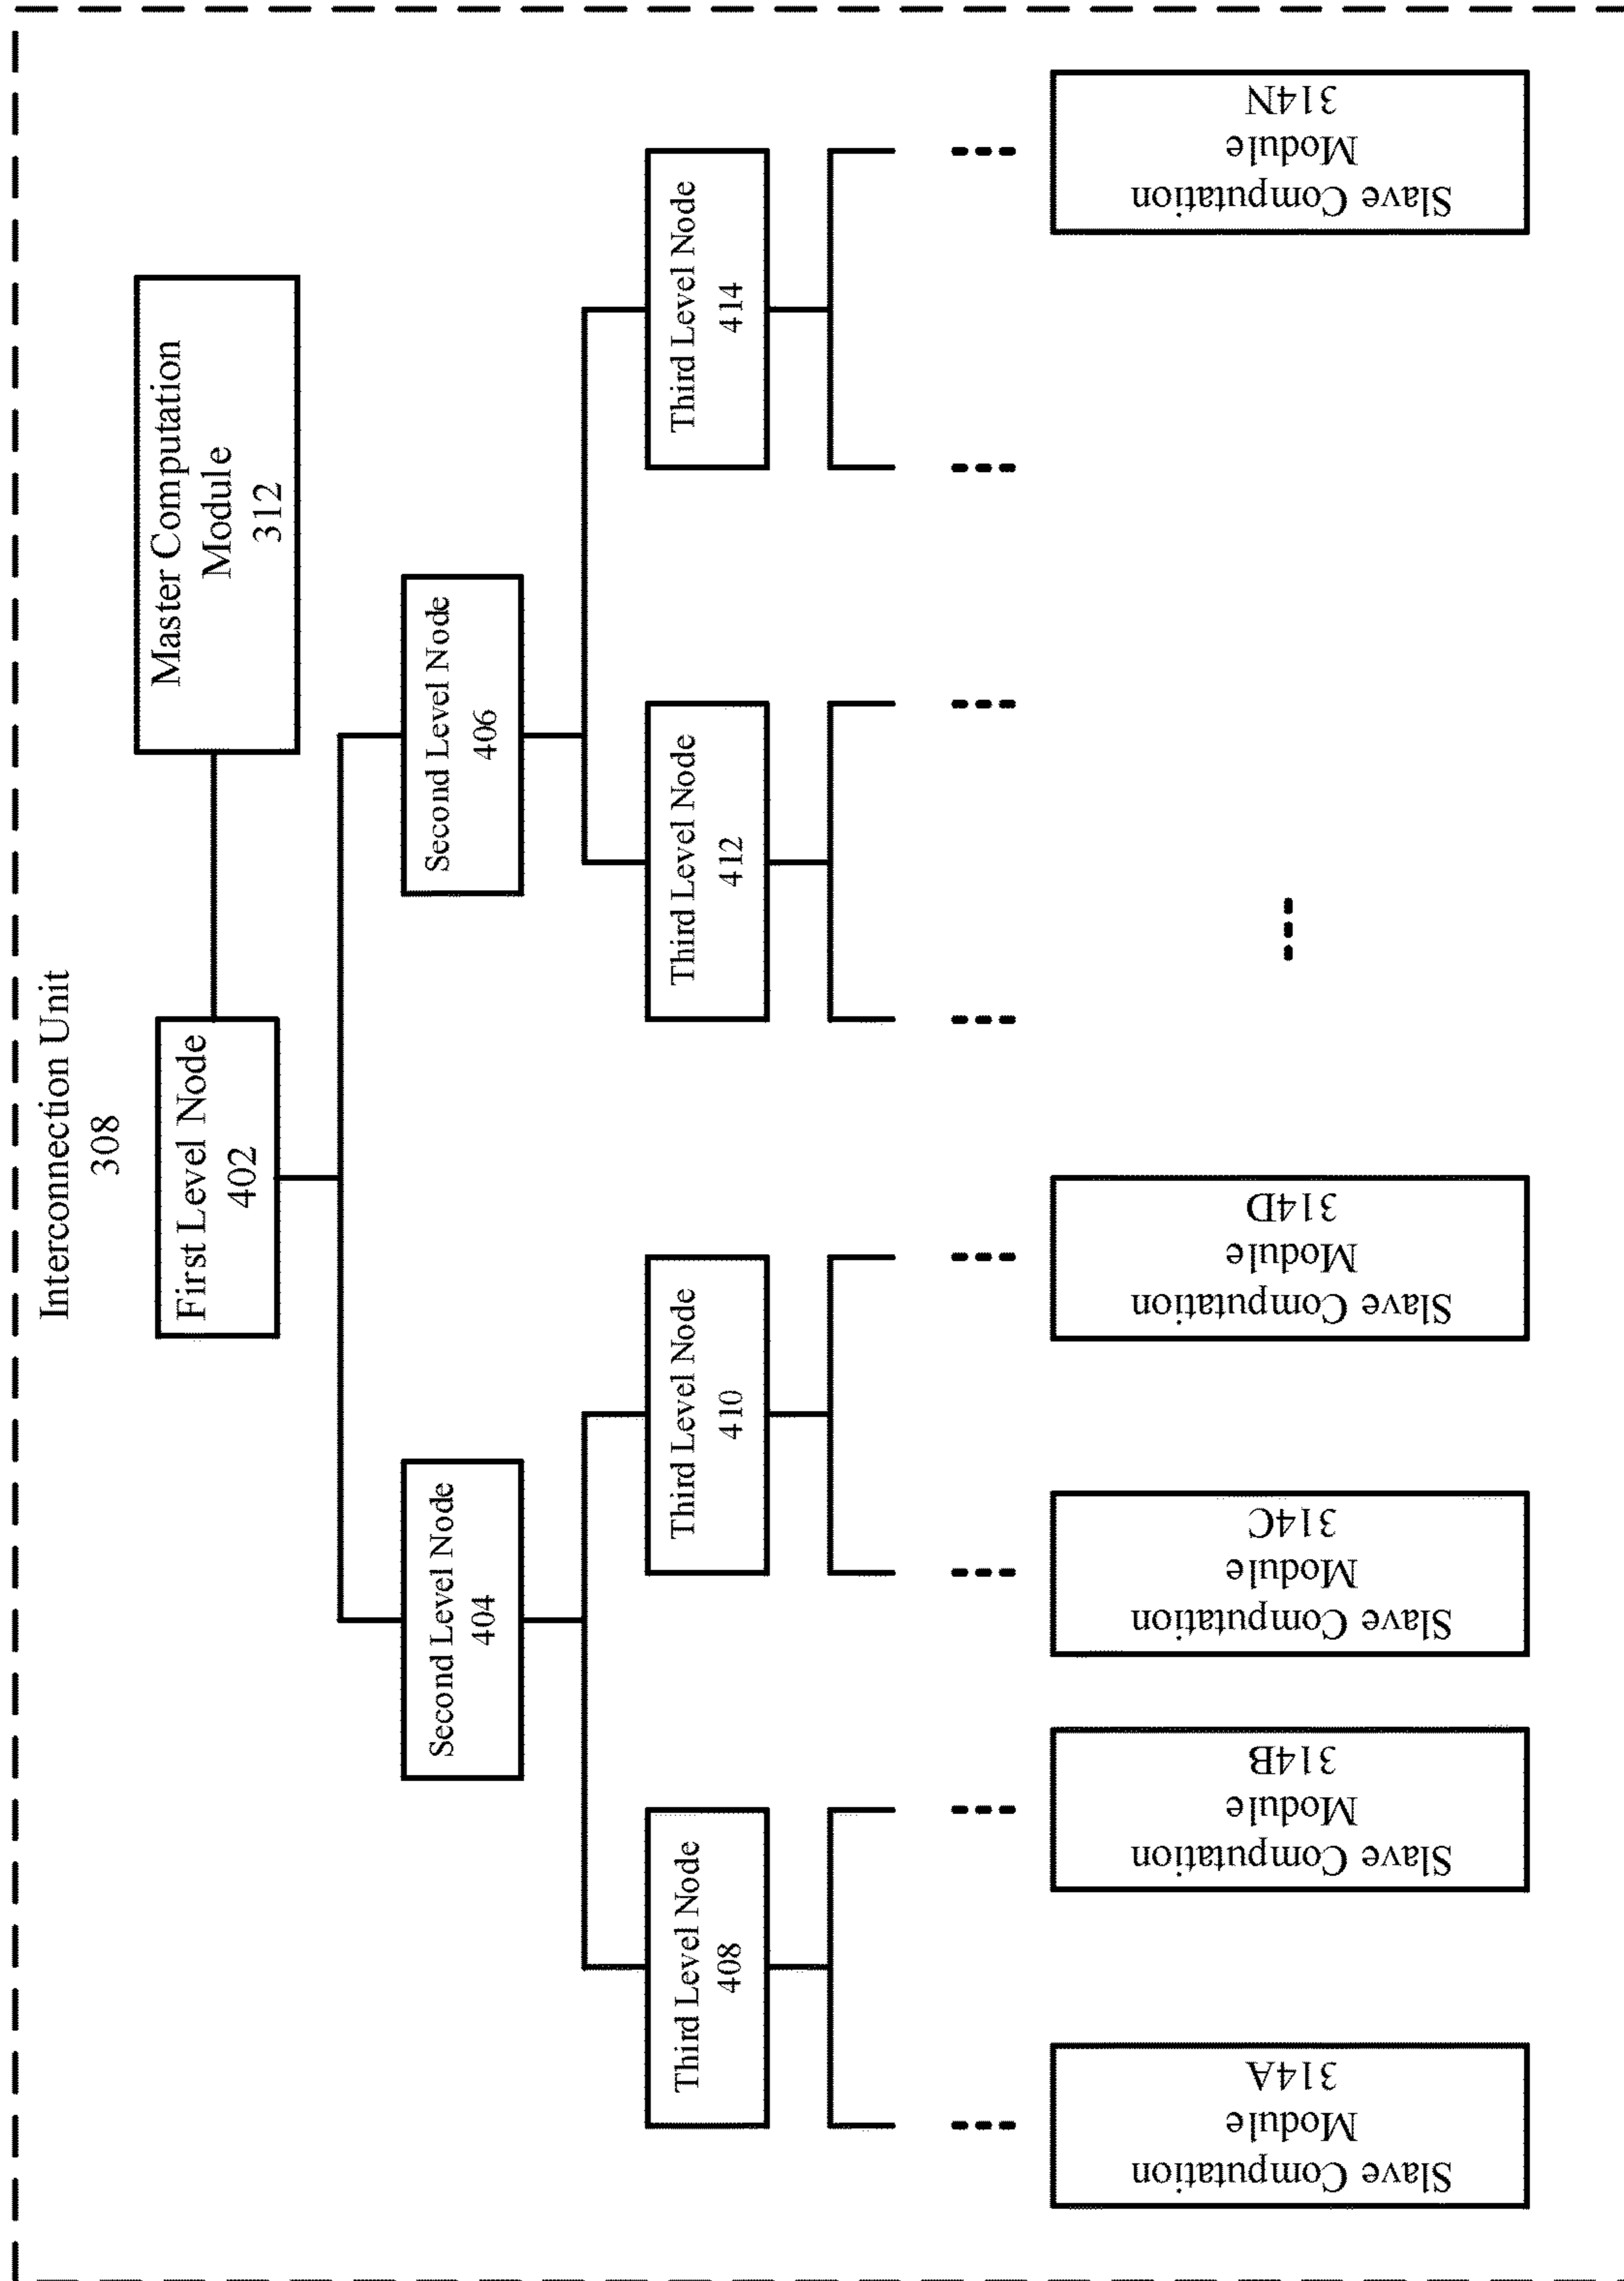 Interconnection Unit
308
First Level Node
402
Master Computation
Module
312
Second Level Node
404
Second Level Node
406
Third Level Node
408
Third Level Node
410
Third Level Node
412
Third Level Node
414
Slave Computation
Module
314A
Slave Computation
Module
314B
Slave Computation
Module
314C
Slave Computation
Module
314D
Slave Computation
Module
314N